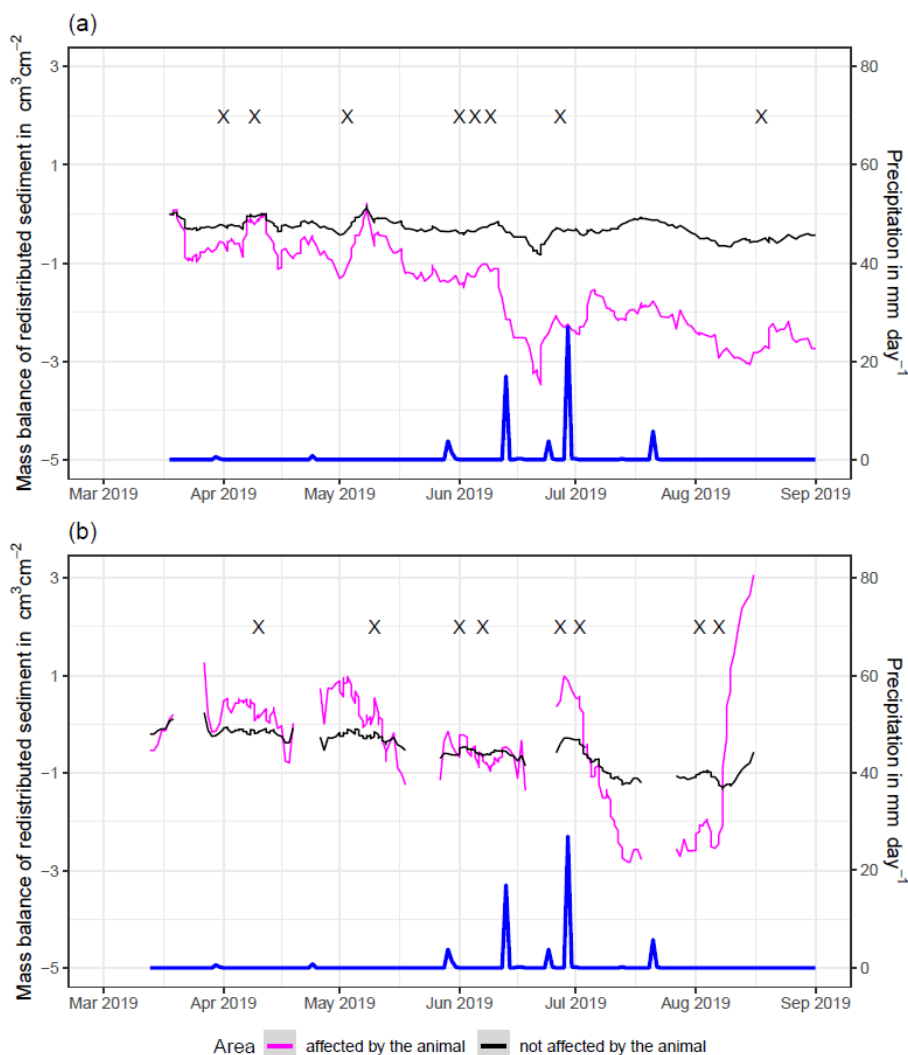 (a)
Mass balance of redistributed sediment in cm³cm⁻²
3
1
−1
−3
−5
X X X X X X X X
80
60
40
20
0
Precipitation in mm day⁻¹
Mar 2019 Apr 2019 May 2019 Jun 2019 Jul 2019 Aug 2019 Sep 2019
(b)
Mass balance of redistributed sediment in cm³cm⁻²
3
1
−1
−3
−5
X X X X X X X X
80
60
40
20
0
Precipitation in mm day⁻¹
Mar 2019 Apr 2019 May 2019 Jun 2019 Jul 2019 Aug 2019 Sep 2019
Area affected by the animal not affected by the animal